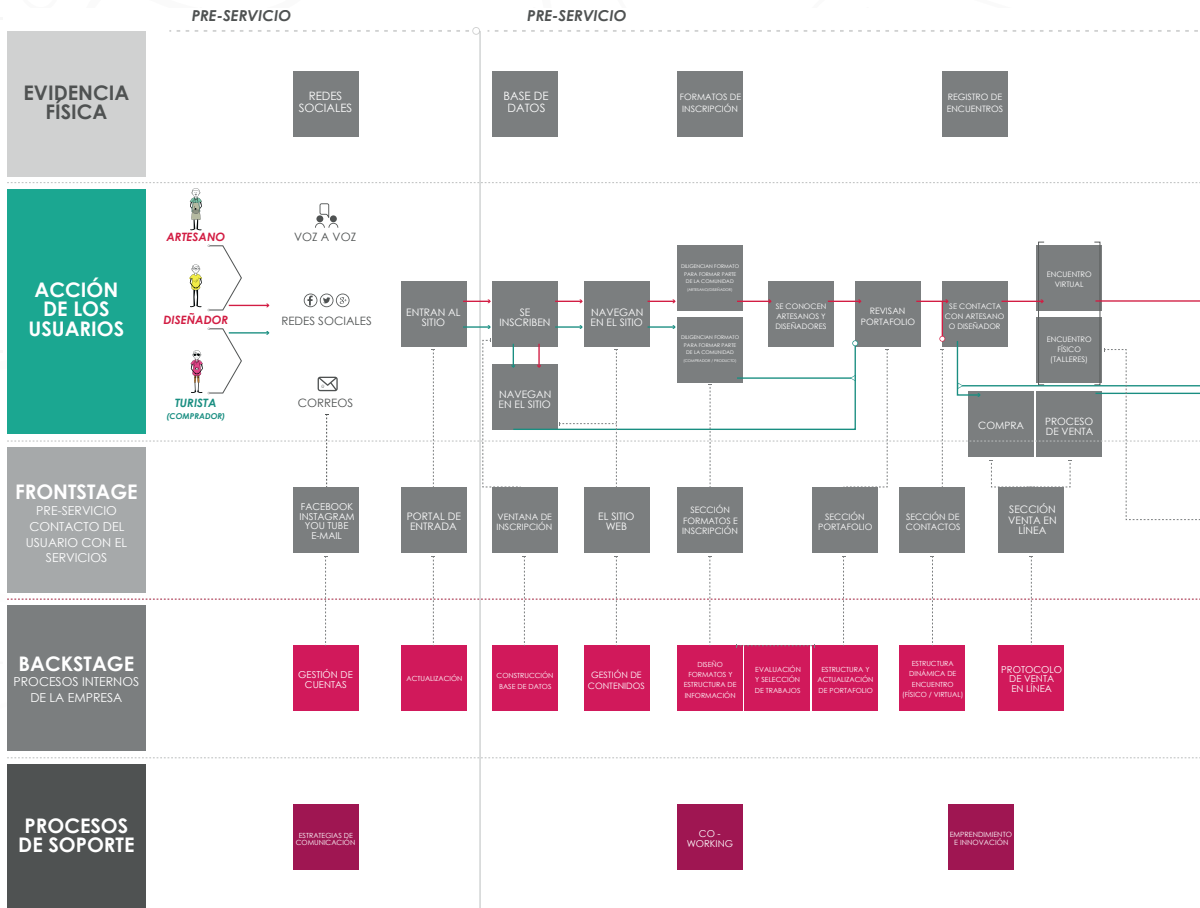 PRE-SERVICIO
PRE-SERVICIO
EVIDENCIA
FÍSICA
REDES
SOCIALES
BASE DE
DATOS
FORMATOS DE
INSCRIPCIÓN
REGISTRO DE
ENCUENTROS
ACCIÓN
DE LOS
USUARIOS
ARTESANO
DISEÑADOR
TURISTA
(COMPRADOR)
VOZ A VOZ
REDES SOCIALES
CORREOS
ENTRAN AL
SITIO
SE
INSCRIBEN
NAVEGAN
EN EL SITIO
NAVEGAN
EN EL SITIO
DILIGENCIAN FORMATO
PARA FORMAR PARTE
DE LA COMUNIDAD
DILIGENCIAN FORMATO
PARA FORMAR PARTE
DE LA COMUNIDAD
(COMPRADOR / PRODUCTO)
SE CONOCEN
ARTESANOS Y
DISEÑADORES
REVISAN
PORTAFOLIO
SE CONTACTA
CON ARTESANO
O DISEÑADOR
ENCUENTRO
VIRTUAL
ENCUENTRO
FÍSICO
(TALLERES)
COMPRA
PROCESO
DE VENTA
FRONTSTAGE
PRE-SERVICIO
CONTACTO DEL
USUARIO CON EL
SERVICIOS
FACEBOOK
INSTAGRAM
YOU TUBE
E-MAIL
PORTAL DE
ENTRADA
VENTANA DE
INSCRIPCIÓN
EL SITIO
WEB
SECCIÓN
FORMATOS E
INSCRIPCIÓN
SECCIÓN
PORTAFOLIO
SECCIÓN DE
CONTACTOS
SECCIÓN
VENTA EN
LÍNEA
BACKSTAGE
PROCESOS INTERNOS
DE LA EMPRESA
GESTIÓN DE
CUENTAS
ACTUALIZACIÓN
CONSTRUCCIÓN
BASE DE DATOS
GESTIÓN DE
CONTENIDOS
DISEÑO
FORMATOS Y
ESTRUCTURA DE
INFORMACIÓN
EVALUACIÓN
Y SELECCIÓN
DE TRABAJOS
ESTRUCTURA Y
ACTUALIZACIÓN
DE PORTAFOLIO
ESTRUCTURA
DINÁMICA DE
ENCUENTRO
(FÍSICO / VIRTUAL)
PROTOCOLO
DE VENTA
EN LÍNEA
PROCESOS
DE SOPORTE
ESTRATEGIAS DE
COMUNICACIÓN
CO -
WORKING
EMPRENDIMIENTO
E INNOVACIÓN